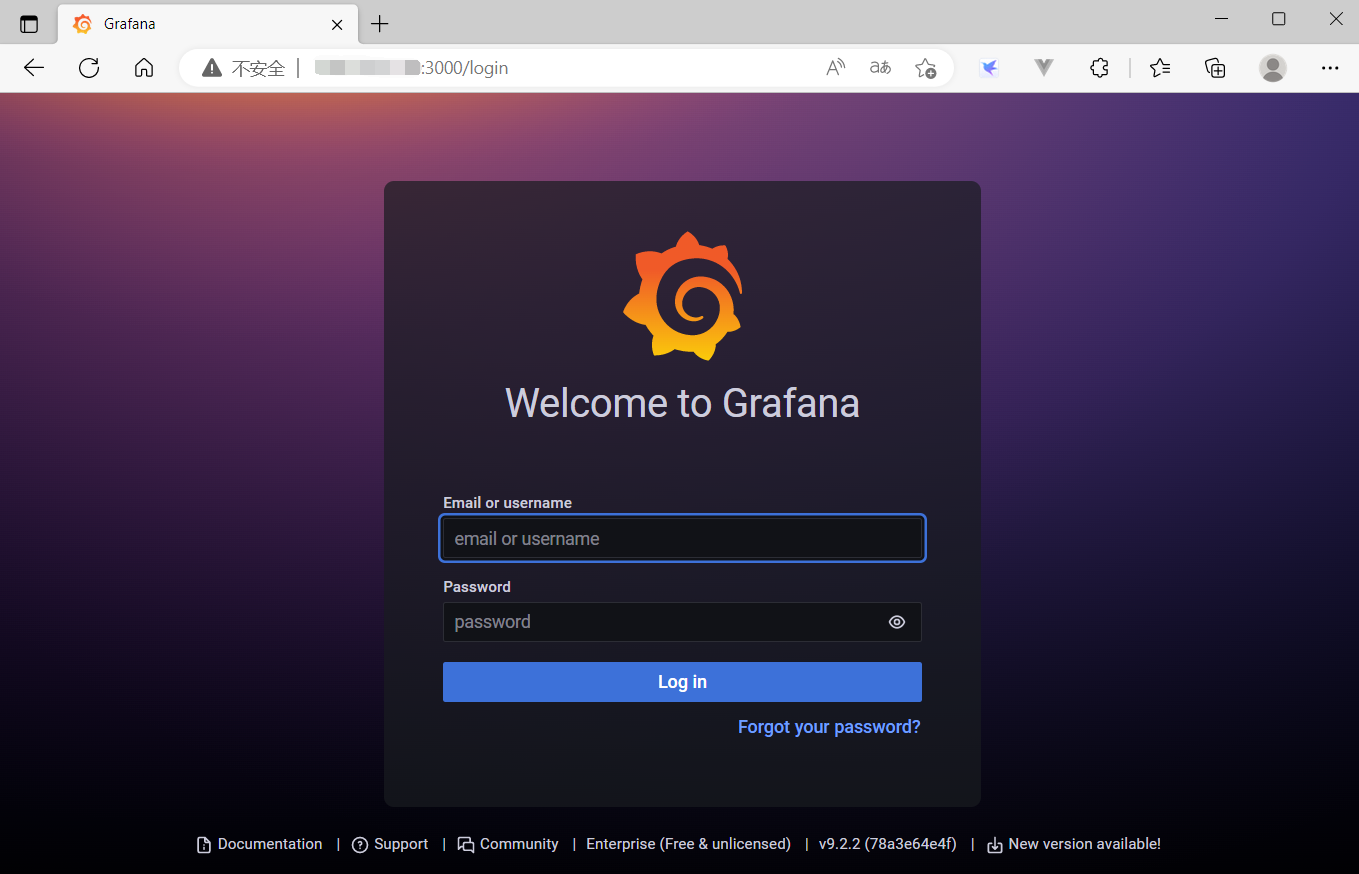 Grafana
不安全 | :3000/login
Welcome to Grafana
Email or username
email or username
Password
password
Log in
Forgot your password?
Documentation | Support | Community | Enterprise (Free & unlicensed) | v9.2.2 (78a3e64e4f) | New version available!